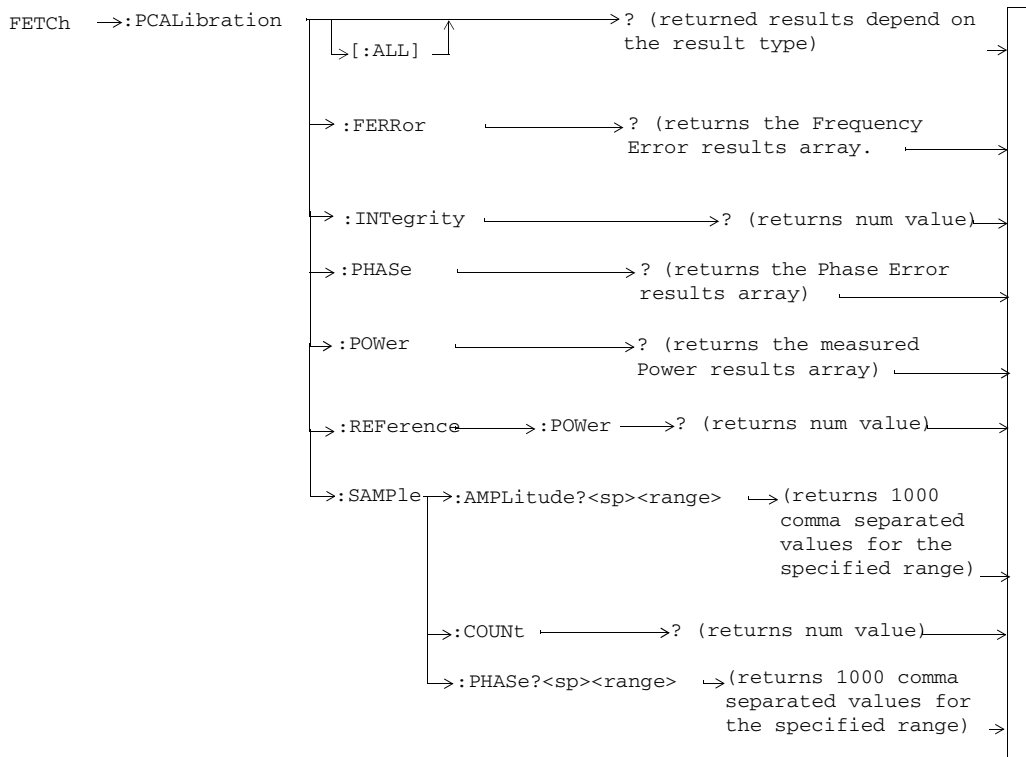 FETCh :PCALibration ? (returned results depend on
the result type)
[:ALL]
:FERRor ? (returns the Frequency
Error results array.
:INTegrity ? (returns num value)
:PHASe ? (returns the Phase Error
results array)
:POWer ? (returns the measured
Power results array)
:REFerence :POWer ? (returns num value)
:SAMPle :AMPLitude?<sp><range> (returns 1000
comma separated
values for the
specified range)
:COUNt ? (returns num value)
:PHASe?<sp><range> (returns 1000 comma
separated values for
the specified range)